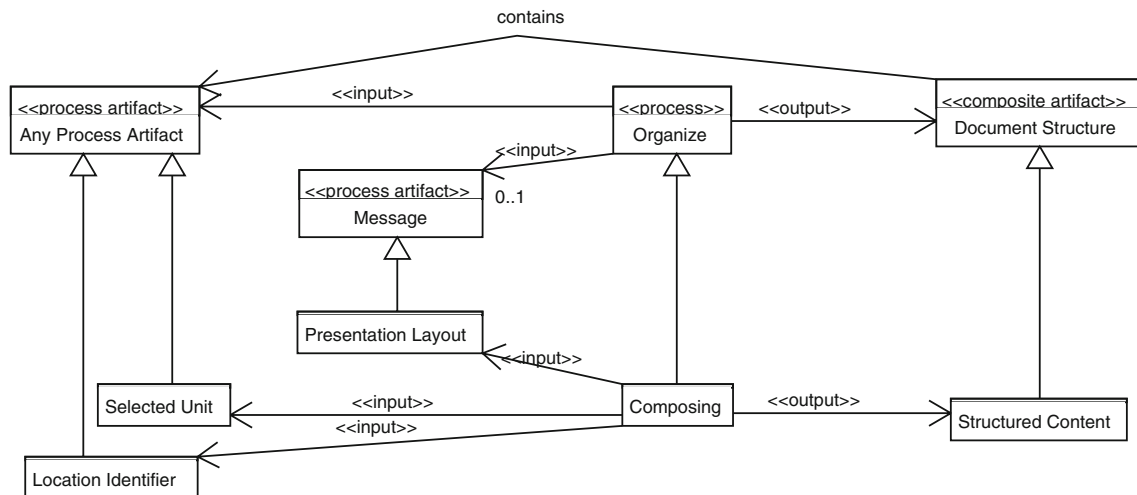 contains
<<process artifact>>
Any Process Artifact
<<input>>
<<process>>
Organize
<<output>>
<<composite artifact>>
Document Structure
<<input>>
0..1
<<process artifact>>
Message
Presentation Layout
<<input>>
Selected Unit
<<input>>
Composing
<<output>>
Structured Content
<<input>>
Location Identifier